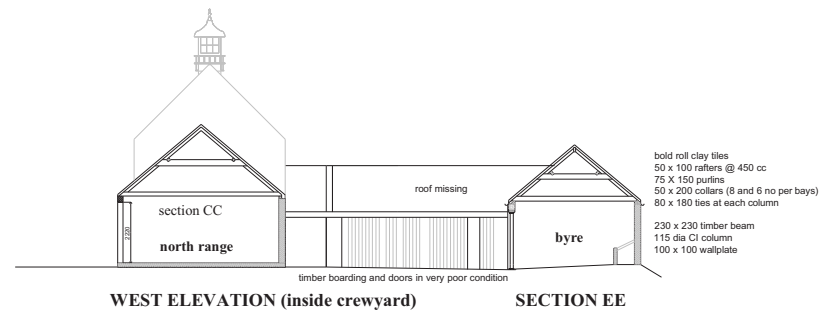 bold roll clay tiles
50 x 100 rafters @ 450 cc
75 X 150 purlins
50 x 200 collars (8 and 6 no per bays)
80 x 180 ties at each column
230 x 230 timber beam
115 dia CI column
100 x 100 wallplate
roof missing
section CC
2220
north range
byre
timber boarding and doors in very poor condition
WEST ELEVATION (inside crewyard)
SECTION EE